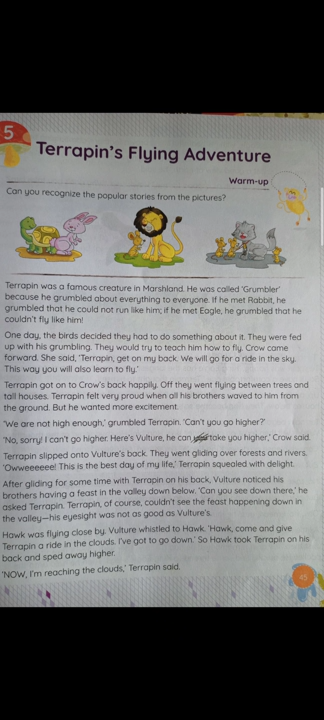 5
Terrapin's Flying Adventure
Warm-up
Can you recognize the popular stories from the pictures?
Terrapin was a famous creature in Marshland. He was called 'Grumbler'
because he grumbled about everything to everyone. If he met Rabbit, he
grumbled that he could not run like him; if he met Eagle, he grumbled that he
couldn't fly like him!
One day, the birds decided they had to do something about it. They were fed
up with his grumbling. They would try to teach him how to fly. Crow came
forward. She said, 'Terrapin, get on my back. We will go for a ride in the sky.
This way you will also learn to fly.'
Terrapin got on to Crow's back happily. Off they went flying between trees and
tall houses. Terrapin felt very proud when all his brothers waved to him from
the ground. But he wanted more excitement.
'We are not high enough,' grumbled Terrapin. 'Can't you go higher?'
'No, sorry! I can't go higher. Here's Vulture, he can take you higher,' Crow said.
Terrapin slipped onto Vulture's back. They went gliding over forests and rivers.
'Owweeeeee! This is the best day of my life,' Terrapin squealed with delight.
After gliding for some time with Terrapin on his back, Vulture noticed his
brothers having a feast in the valley down below. 'Can you see down there,' he
asked Terrapin. Terrapin, of course, couldn't see the feast happening down in
the valley—his eyesight was not as good as Vulture's.
Hawk was flying close by. Vulture whistled to Hawk. 'Hawk, come and give
Terrapin a ride in the clouds. I've got to go down.' So Hawk took Terrapin on his
back and sped away higher.
'NOW, I'm reaching the clouds,' Terrapin said.
45